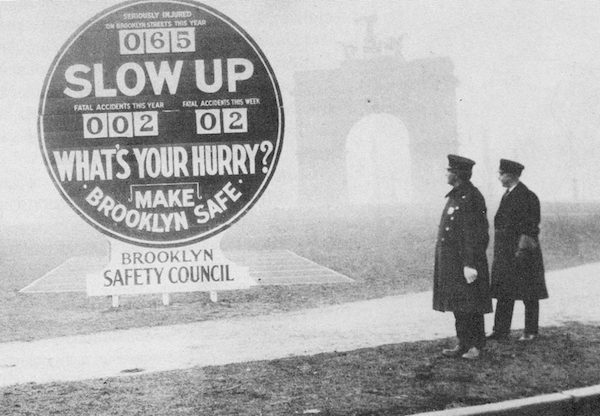 SERIOUSLY INJURED
ON BROOKLYN STREETS THIS YEAR
065
SLOW UP
FATAL ACCIDENTS THIS YEAR FATAL ACCIDENTS THIS WEEK
002 02
WHAT'S YOUR HURRY?
MAKE
BROOKLYN SAFE
BROOKLYN
SAFETY COUNCIL